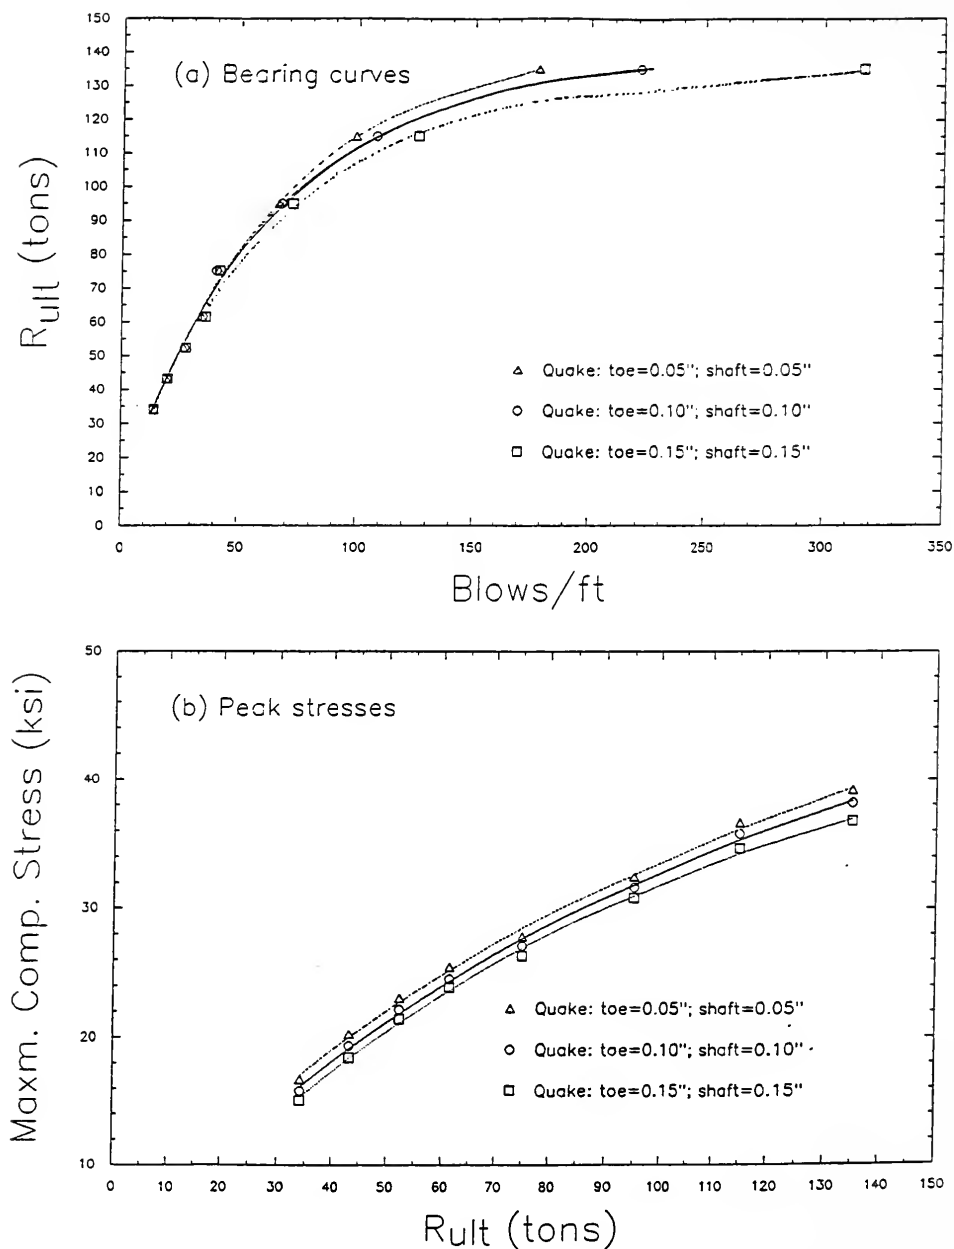 150
140
130
120
110
100
90
80
70
60
50
40
30
20
10
0
Rult (tons)
(a) Bearing curves
Quake: toe=0.05"; shaft=0.05"
Quake: toe=0.10"; shaft=0.10"
Quake: toe=0.15"; shaft=0.15"
0 50 100 150 200 250 300 350
Blows/ft
50
40
30
20
10
Maxm. Comp. Stress (ksi)
(b) Peak stresses
Quake: toe=0.05"; shaft=0.05"
Quake: toe=0.10"; shaft=0.10"
Quake: toe=0.15"; shaft=0.15"
0 10 20 30 40 50 60 70 80 90 100 110 120 130 140 150
Rult (tons)